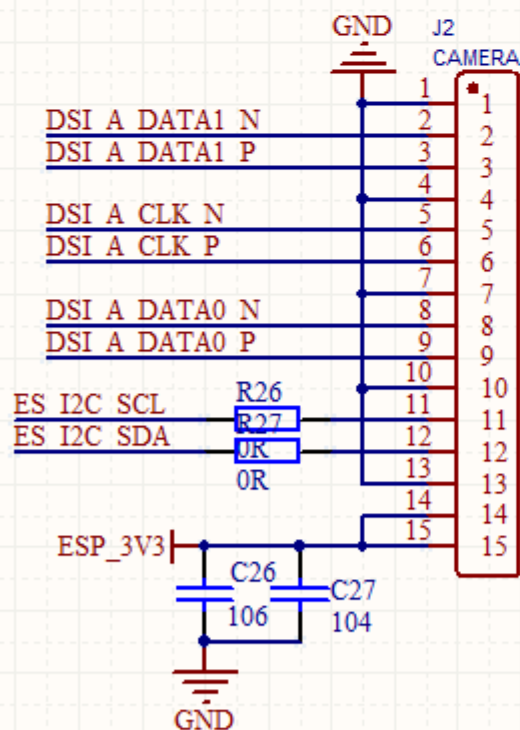 GND
J2
CAMERA
1 1
DSI_A_DATA1_N 2 2
DSI_A_DATA1_P 3 3
4 4
DSI_A_CLK_N 5 5
DSI_A_CLK_P 6 6
7 7
DSI_A_DATA0_N 8 8
DSI_A_DATA0_P 9 9
10 10
R26
ES_I2C_SCL 11 11
R27
ES_I2C_SDA 0R 12 12
0R 13 13
14 14
ESP_3V3 15 15
C26 C27
106 104
GND